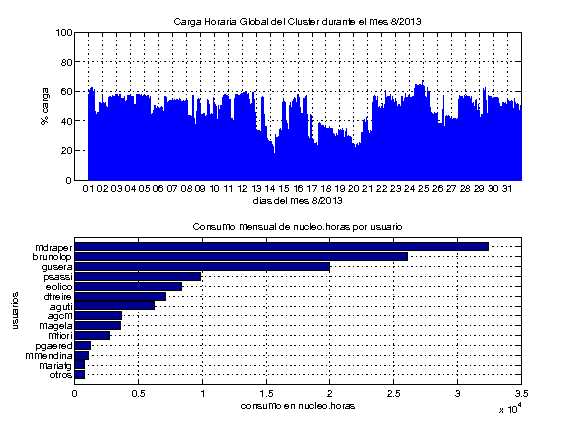 Carga Horaria Global del Cluster durante el mes 8/2013
100
80
60
40
20
0
% carga
01 02 03 04 05 06 07 08 09 10 11 12 13 14 15 16 17 18 19 20 21 22 23 24 25 26 27 28 29 30 31
dias del mes 8/2013
Consumo mensual de nucleo.horas por usuario
mdraper
brunolop
gusera
psassi
eolico
dfreire
aguti
agcm
magela
mfiori
pgaered
mmendina
mariafg
otros
usuarios
0 0.5 1 1.5 2 2.5 3 3.5
consumo en nucleo.horas
x 10^4